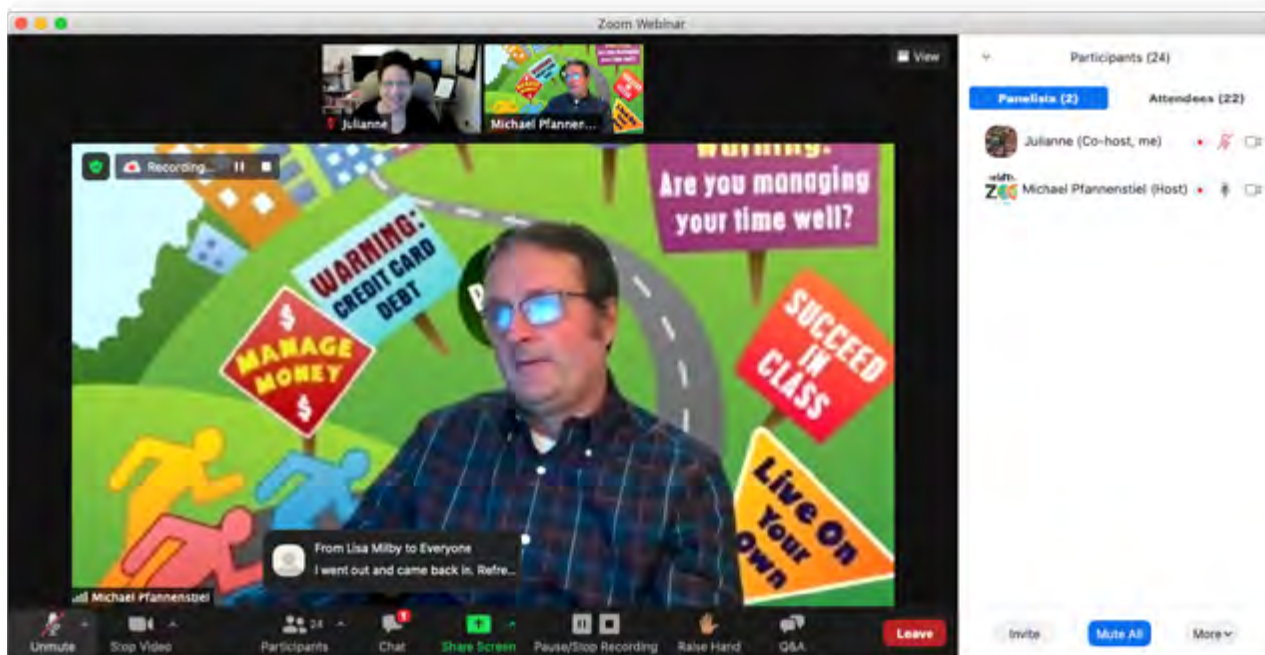 Zoom Webinar
Julianne
Michael Pfannen...
View
Recording...
WARNING:
CREDIT CARD
DEBT
$
MANAGE
MONEY
$
Warning:
Are you managing
your time well?
SUCCEED
IN
CLASS
Live On
Your
Own
From Lisa Milby to Everyone
I went out and came back in. Refre...
Michael Pfannenstiel
Unmute
Stop Video
24
Participants
1
Chat
Share Screen
Pause/Stop Recording
Raise Hand
Q&A
Leave
Participants (24)
Panelists (2)
Attendees (22)
Julianne (Co-host, me)
Michael Pfannenstiel (Host)
Invite
Mute All
More